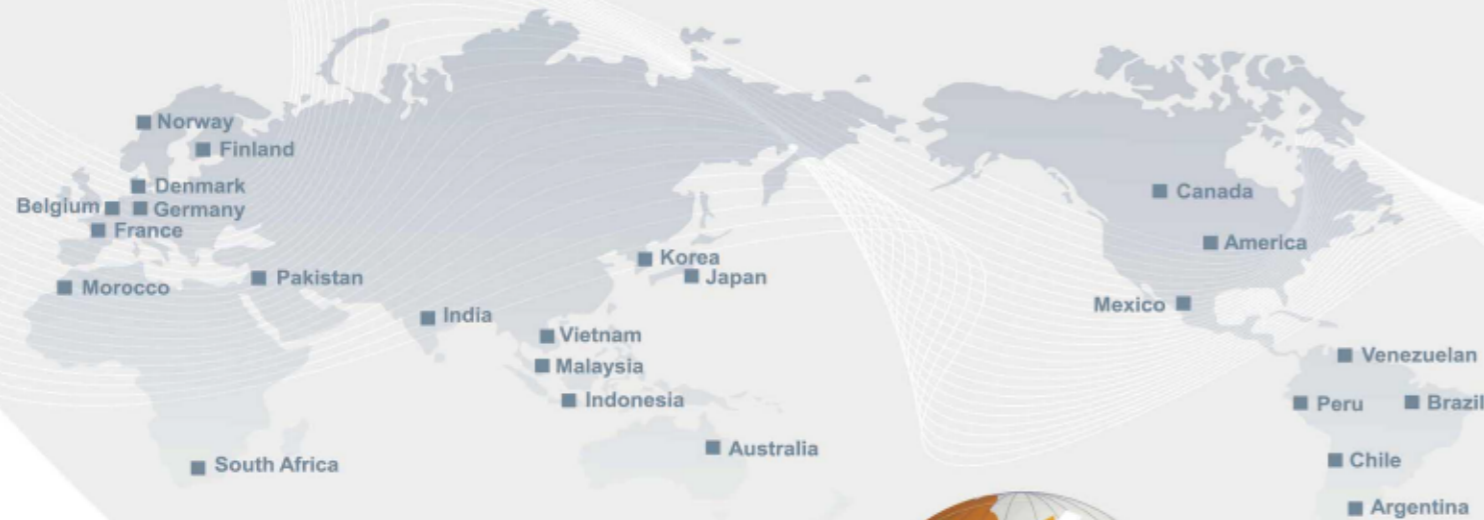 Norway
Finland
Denmark
Belgium
Germany
France
Morocco
Pakistan
India
Korea
Japan
Vietnam
Malaysia
Indonesia
Australia
South Africa
Canada
America
Mexico
Venezuelan
Peru
Brazil
Chile
Argentina